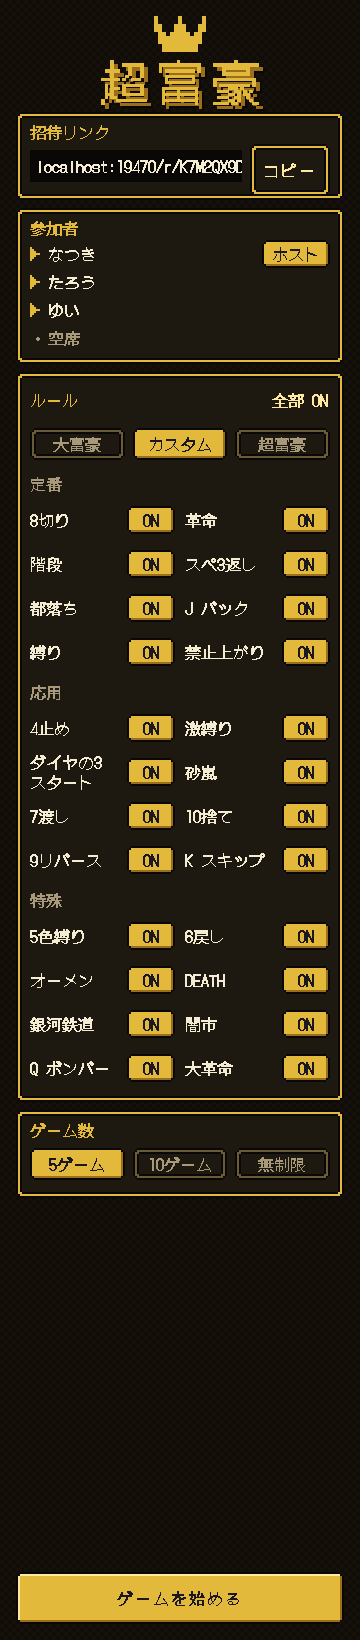 超富豪
招待リンク
localhost:19470/r/K7M2QX9D
コピー
参加者
なつき
ホスト
たろう
ゆい
・空席
ルール
全部 ON
大富豪
カスタム
超富豪
定番
8切り ON 革命 ON
階段 ON スペ3返し ON
都落ち ON J バック ON
縛り ON 禁止上がり ON
応用
4止め ON 激縛り ON
ダイヤの3
スタート ON 砂嵐 ON
7渡し ON 10捨て ON
9リバース ON K スキップ ON
特殊
5色縛り ON 6戻し ON
オーメン ON DEATH ON
銀河鉄道 ON 闇市 ON
Q ボンバー ON 大革命 ON
ゲーム数
5ゲーム
10ゲーム
無制限
ゲームを始める